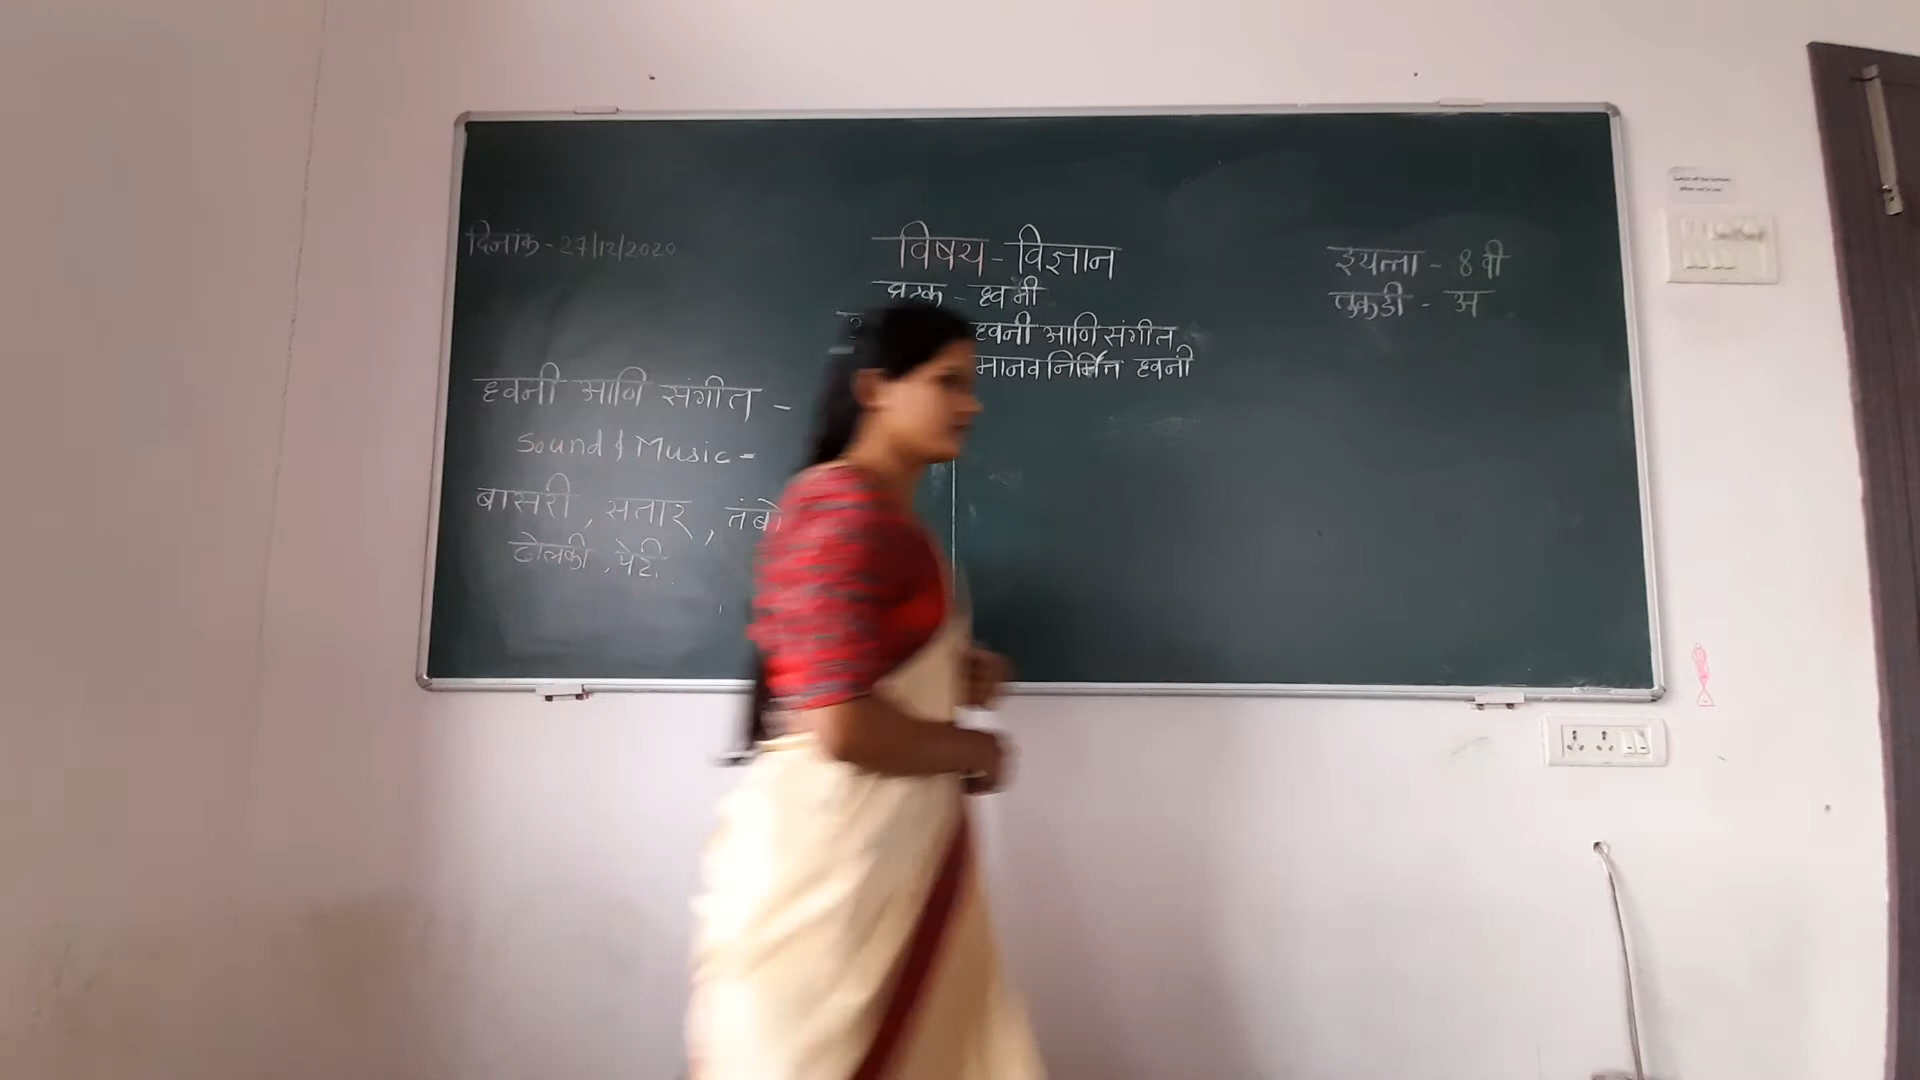 दिनांक - 27/12/2020
विषय - विज्ञान
घटक - ध्वनी
ध्वनी आणि संगीत
मानवनिर्मित ध्वनी
इयत्ता - 8 वी
तुकडी - अ
ध्वनी आणि संगीत -
Sound & Music -
बासरी, सतार, तंबो
ढोलकी, पेटी.